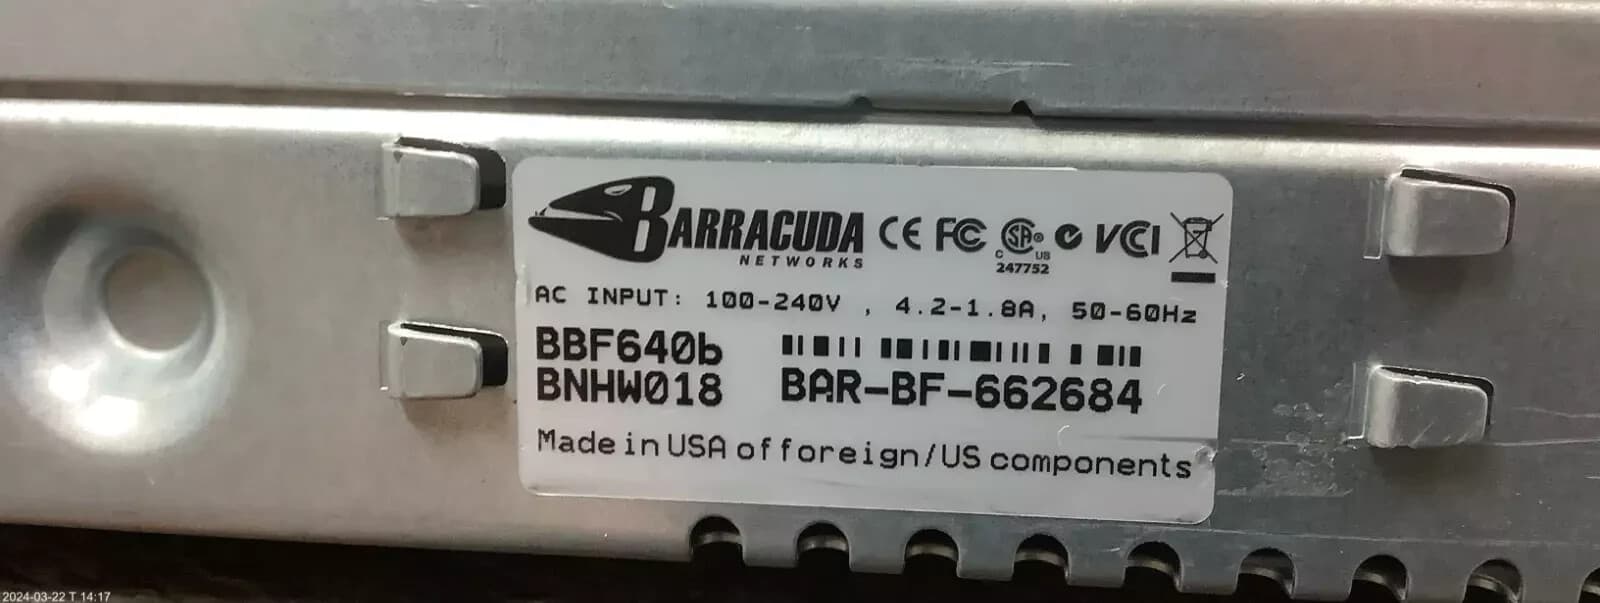 BARRACUDA
NETWORKS
CE FC SA® VCI
C US
247752
AC INPUT: 100-240V , 4.2-1.8A, 50-60Hz
BBF640b
BNHW018 BAR-BF-662684
Made in USA of foreign/US components
2024-03-22 T 14:17